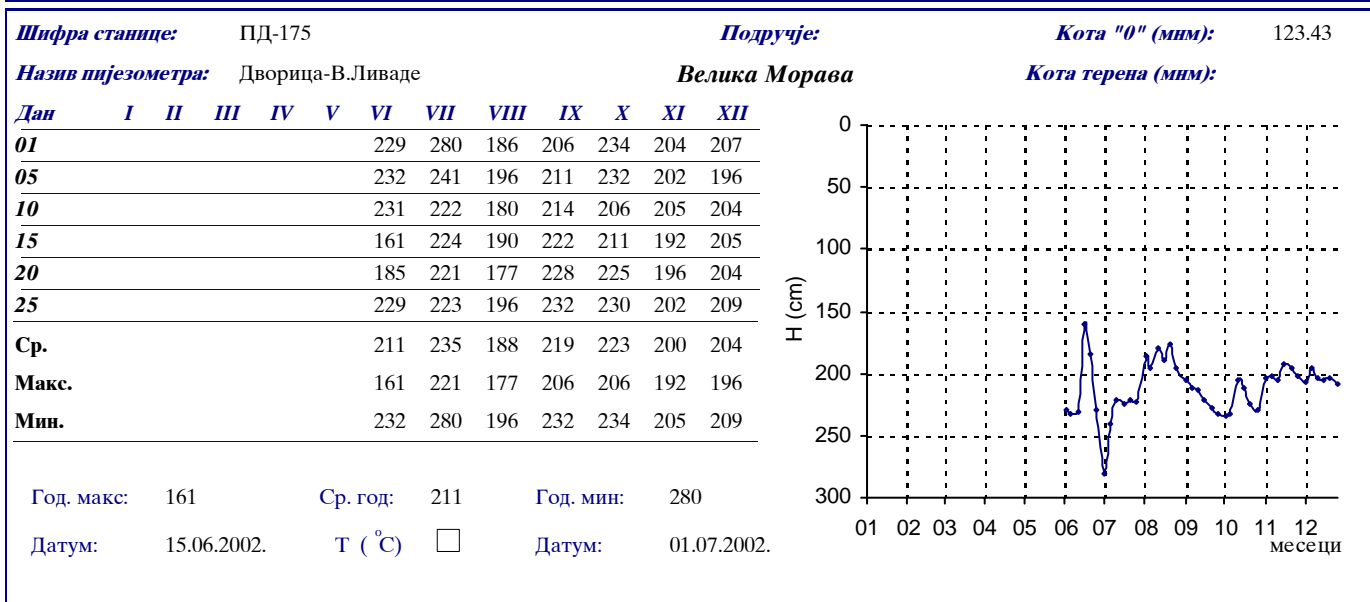 Шифра станице: ПД-175 Подручје: Кота "0" (мнм): 123.43
Назив пијезометра: Дворица-В.Ливаде Велика Морава Кота терена (мнм):
Дан I II III IV V VI VII VIII IX X XI XII
01 229 280 186 206 234 204 207
05 232 241 196 211 232 202 196
10 231 222 180 214 206 205 204
15 161 224 190 222 211 192 205
20 185 221 177 228 225 196 204
25 229 223 196 232 230 202 209
Ср. 211 235 188 219 223 200 204
Макс. 161 221 177 206 206 192 196
Мин. 232 280 196 232 234 205 209
Год. макс: 161 Ср. год: 211 Год. мин: 280
Датум: 15.06.2002. Т ( °C) Датум: 01.07.2002.
H (cm)
0
50
100
150
200
250
300
01 02 03 04 05 06 07 08 09 10 11 12
месеци